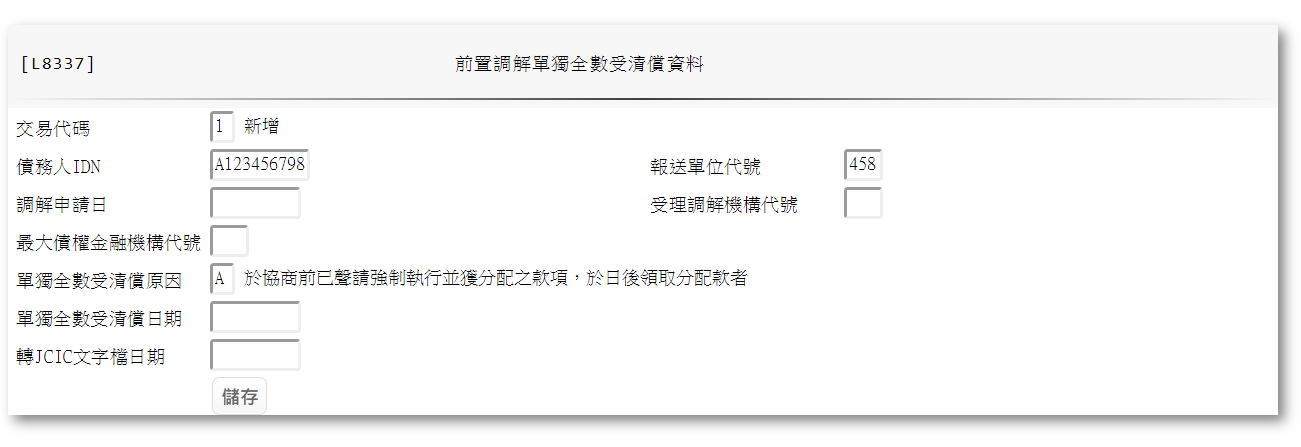 [L8337] 前置調解單獨全數受清償資料
交易代碼 1 新增
債務人IDN A123456798 報送單位代號 458
調解申請日 受理調解機構代號
最大債權金融機構代號
單獨全數受清償原因 A 於協商前已聲請強制執行並獲分配之款項，於日後領取分配款者
單獨全數受清償日期
轉JCIC文字檔日期
儲存